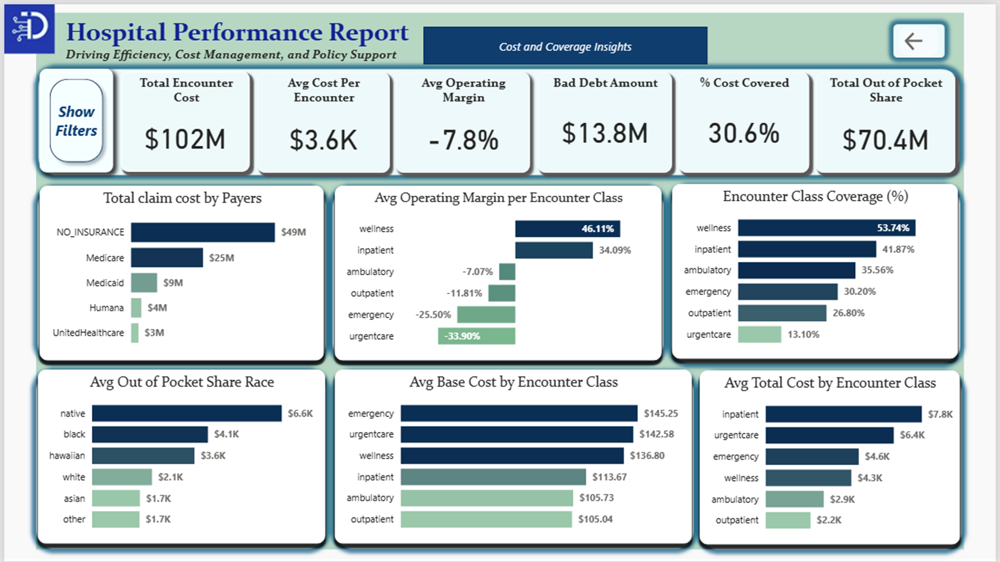 Hospital Performance Report
Driving Efficiency, Cost Management, and Policy Support
Cost and Coverage Insights
Show
Filters
Total Encounter
Cost
$102M
Avg Cost Per
Encounter
$3.6K
Avg Operating
Margin
-7.8%
Bad Debt Amount
$13.8M
% Cost Covered
30.6%
Total Out of Pocket
Share
$70.4M
Total claim cost by Payers
NO_INSURANCE $49M
Medicare $25M
Medicaid $9M
Humana $4M
UnitedHealthcare $3M
Avg Operating Margin per Encounter Class
wellness 46.11%
inpatient 34.09%
ambulatory -7.07%
outpatient -11.81%
emergency -25.50%
urgentcare -33.90%
Encounter Class Coverage (%)
wellness 53.74%
inpatient 41.87%
ambulatory 35.56%
emergency 30.20%
outpatient 26.80%
urgentcare 13.10%
Avg Out of Pocket Share Race
native $6.6K
black $4.1K
hawaiian $3.6K
white $2.1K
asian $1.7K
other $1.7K
Avg Base Cost by Encounter Class
emergency $145.25
urgentcare $142.58
wellness $136.80
inpatient $113.67
ambulatory $105.73
outpatient $105.04
Avg Total Cost by Encounter Class
inpatient $7.8K
urgentcare $6.4K
emergency $4.6K
wellness $4.3K
ambulatory $2.9K
outpatient $2.2K